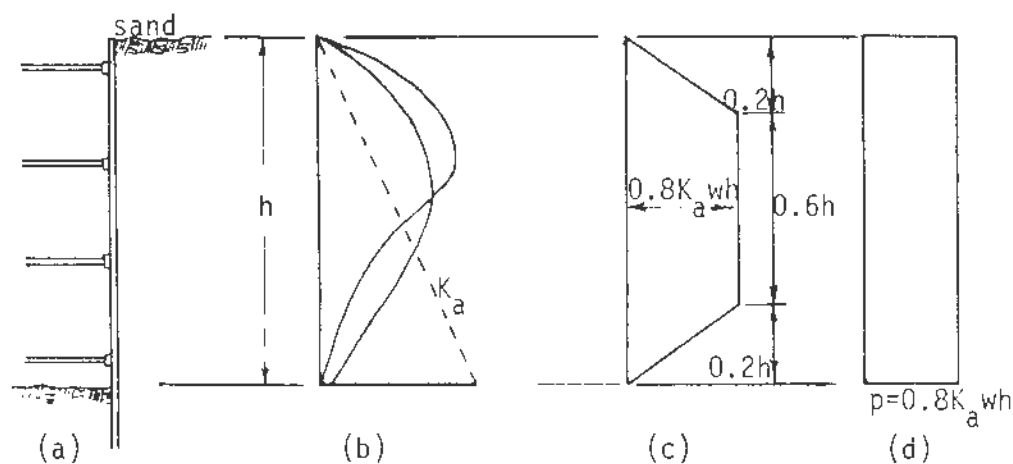 sand
h
K_a
0.2h
0.8K_a wh
0.6h
0.2h
p=0.8K_a wh
(a)
(b)
(c)
(d)